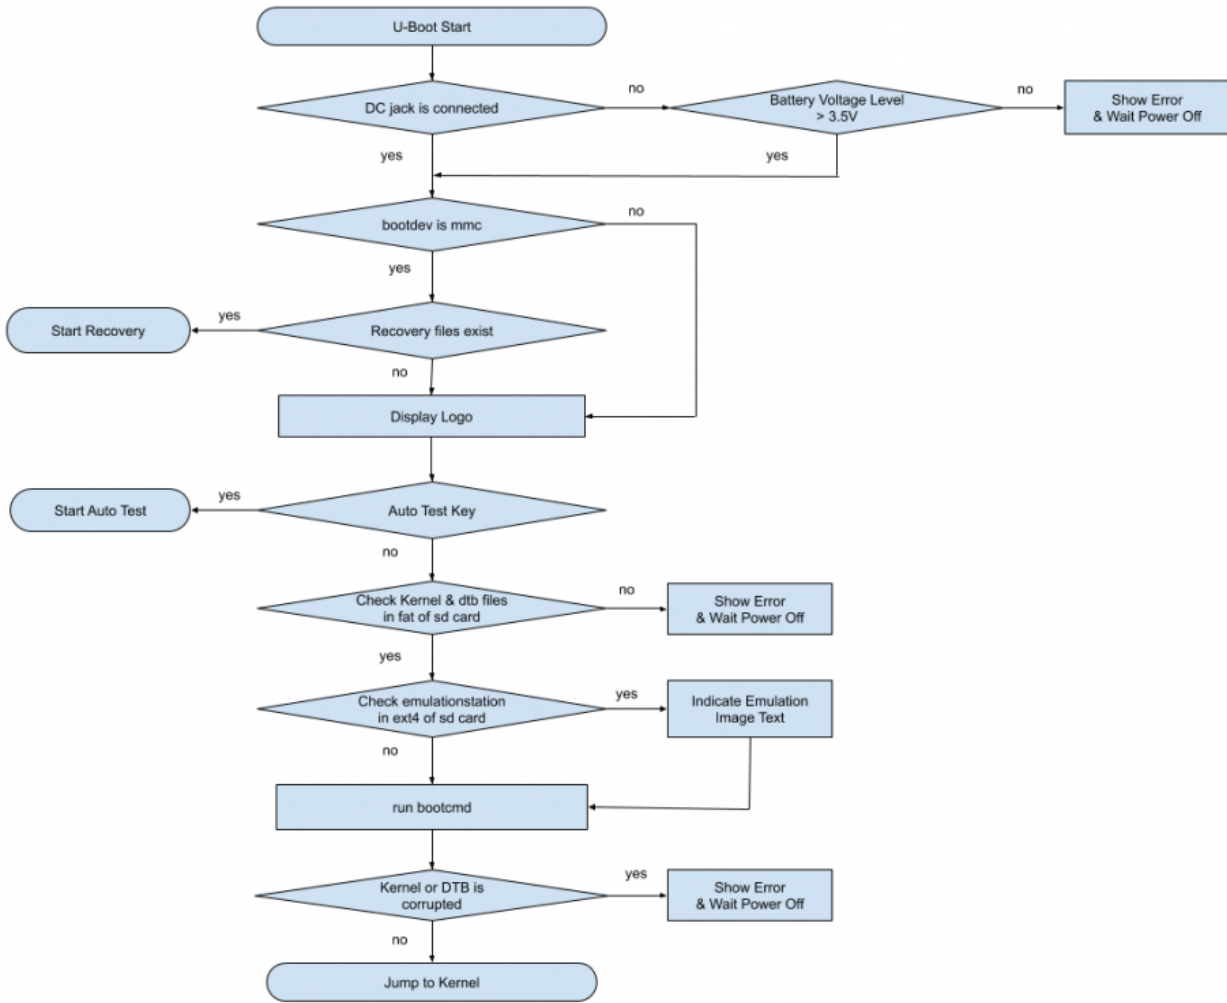 U-Boot Start
DC jack is connected
no
Battery Voltage Level
> 3.5V
no
Show Error
& Wait Power Off
yes
yes
bootdev is mmc
no
yes
Start Recovery
yes
Recovery files exist
no
Display Logo
Start Auto Test
yes
Auto Test Key
no
Check Kernel & dtb files
in fat of sd card
no
Show Error
& Wait Power Off
yes
Check emulationstation
in ext4 of sd card
yes
Indicate Emulation
Image Text
no
run bootcmd
Kernel or DTB is
corrupted
yes
Show Error
& Wait Power Off
no
Jump to Kernel